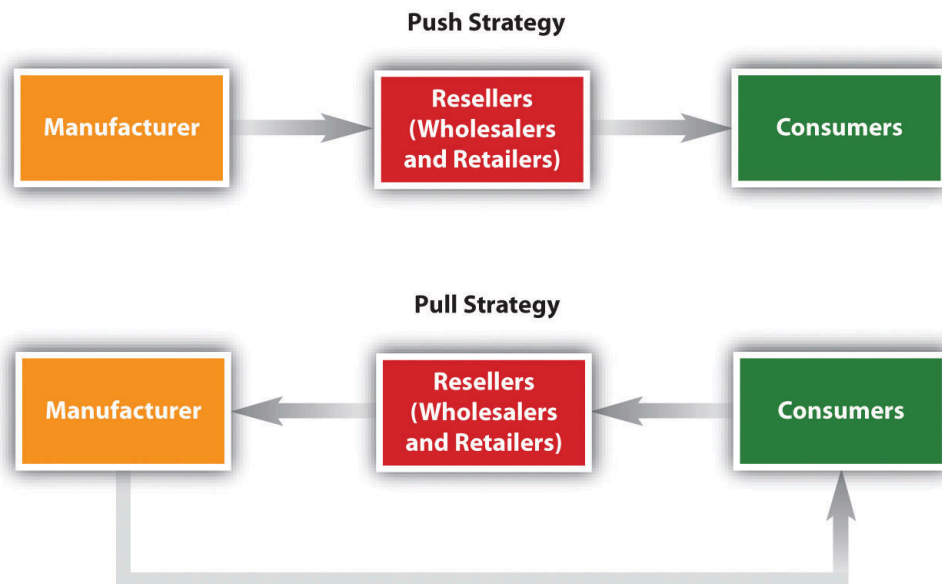 Push Strategy
Manufacturer
Resellers
(Wholesalers
and Retailers)
Consumers
Pull Strategy
Manufacturer
Resellers
(Wholesalers
and Retailers)
Consumers